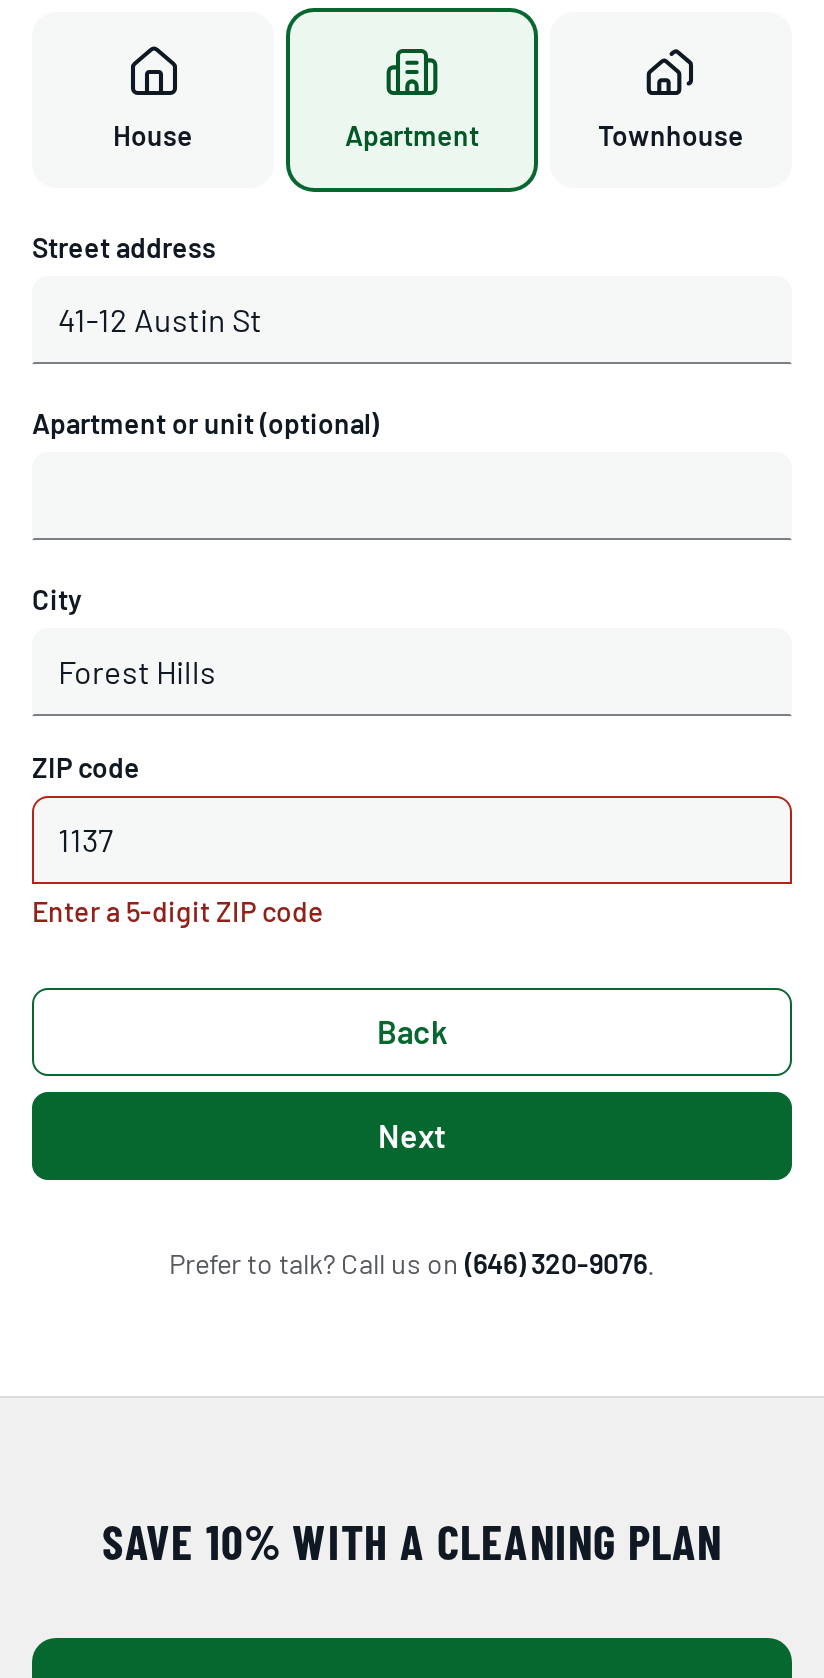 House
Apartment
Townhouse
Street address
41-12 Austin St
Apartment or unit (optional)
City
Forest Hills
ZIP code
1137
Enter a 5-digit ZIP code
Back
Next
Prefer to talk? Call us on (646) 320-9076.
SAVE 10% WITH A CLEANING PLAN